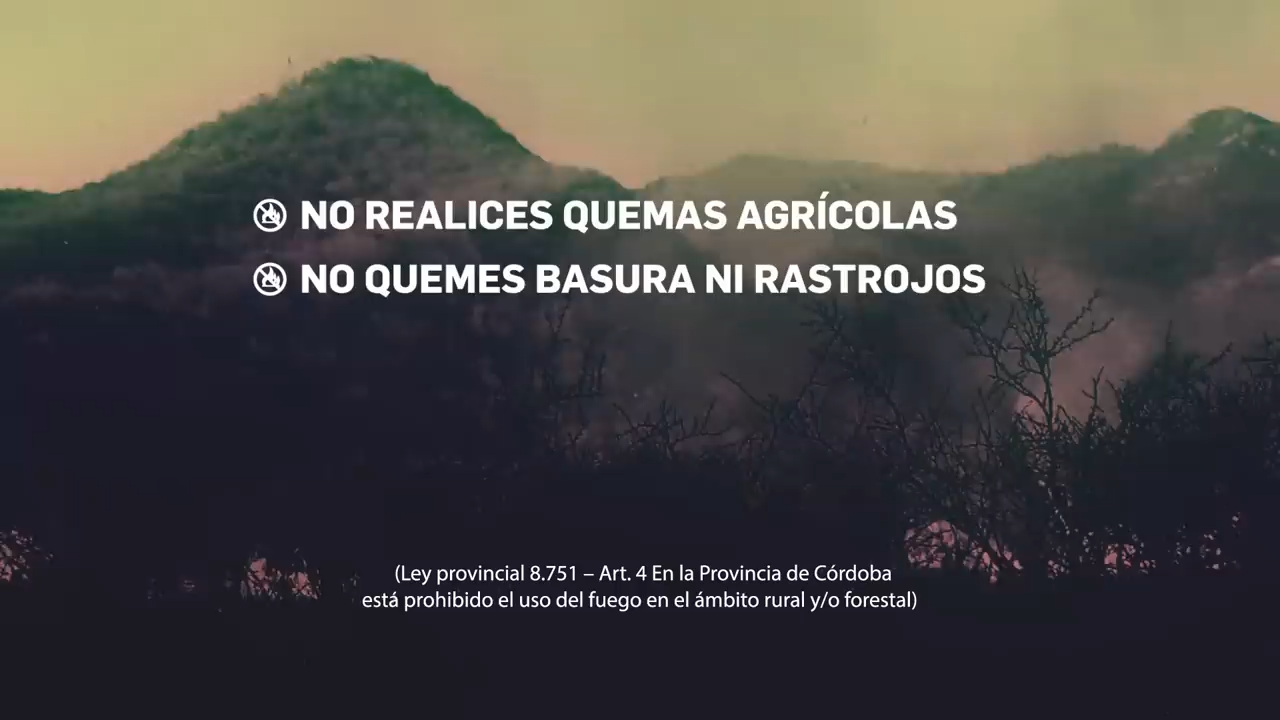 NO REALICES QUEMAS AGRÍCOLAS
NO QUEMES BASURA NI RASTROJOS
(Ley provincial 8.751 – Art. 4 En la Provincia de Córdoba
está prohibido el uso del fuego en el ámbito rural y/o forestal)